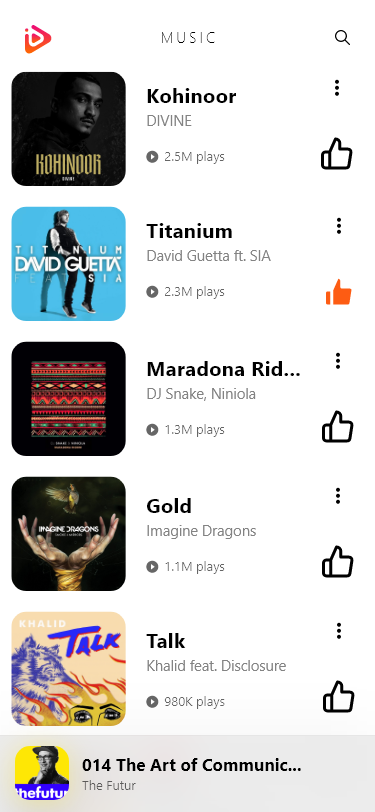 MUSIC
KOHINOOR
DIVINE
Kohinoor
DIVINE
2.5M plays
TITANIUM
DAVID GUETTA
FEAT SIA
Titanium
David Guetta ft. SIA
2.3M plays
Maradona Rid...
DJ Snake, Niniola
1.3M plays
IMAGINE DRAGONS
SMOKE + MIRRORS
Gold
Imagine Dragons
1.1M plays
KHALID
TALK
Talk
Khalid feat. Disclosure
980K plays
thefutur
014 The Art of Communic...
The Futur